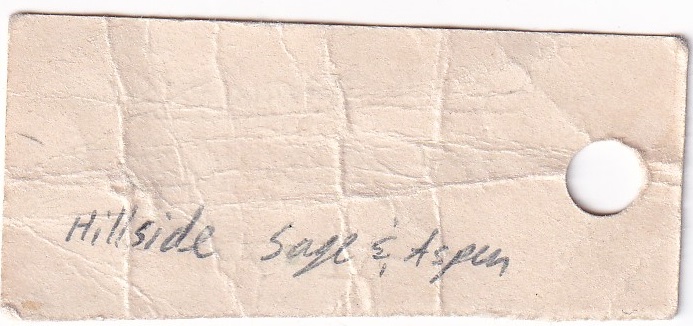 Hillside Sage & Aspen